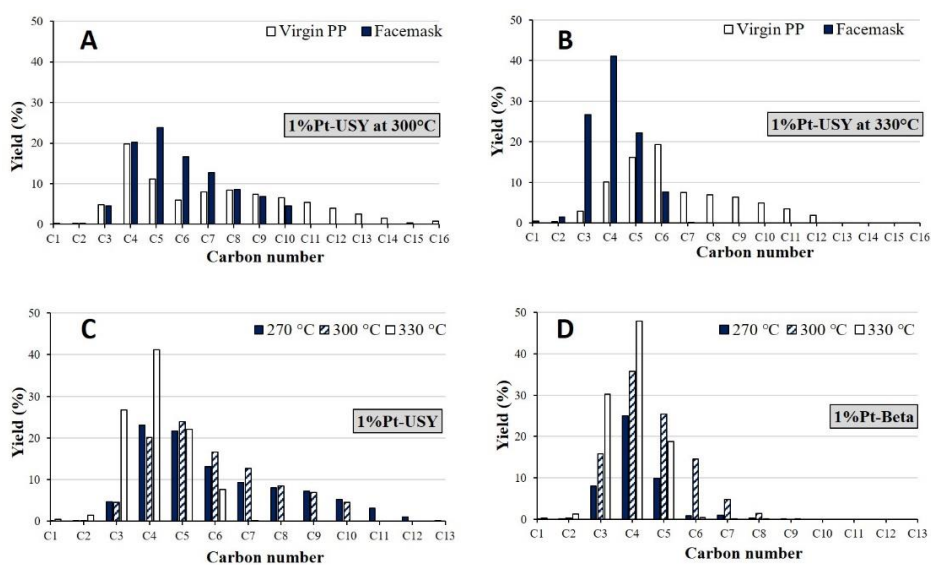 A
Virgin PP Facemask
1%Pt-USY at 300°C
Yield (%)
50
40
30
20
10
0
C1 C2 C3 C4 C5 C6 C7 C8 C9 C10 C11 C12 C13 C14 C15 C16
Carbon number
B
Virgin PP Facemask
1%Pt-USY at 330°C
Yield (%)
50
40
30
20
10
0
C1 C2 C3 C4 C5 C6 C7 C8 C9 C10 C11 C12 C13 C14 C15 C16
Carbon number
C
270 °C 300 °C 330 °C
1%Pt-USY
Yield (%)
50
40
30
20
10
0
C1 C2 C3 C4 C5 C6 C7 C8 C9 C10 C11 C12 C13
Carbon number
D
270 °C 300 °C 330 °C
1%Pt-Beta
Yield (%)
50
40
30
20
10
0
C1 C2 C3 C4 C5 C6 C7 C8 C9 C10 C11 C12 C13
Carbon number